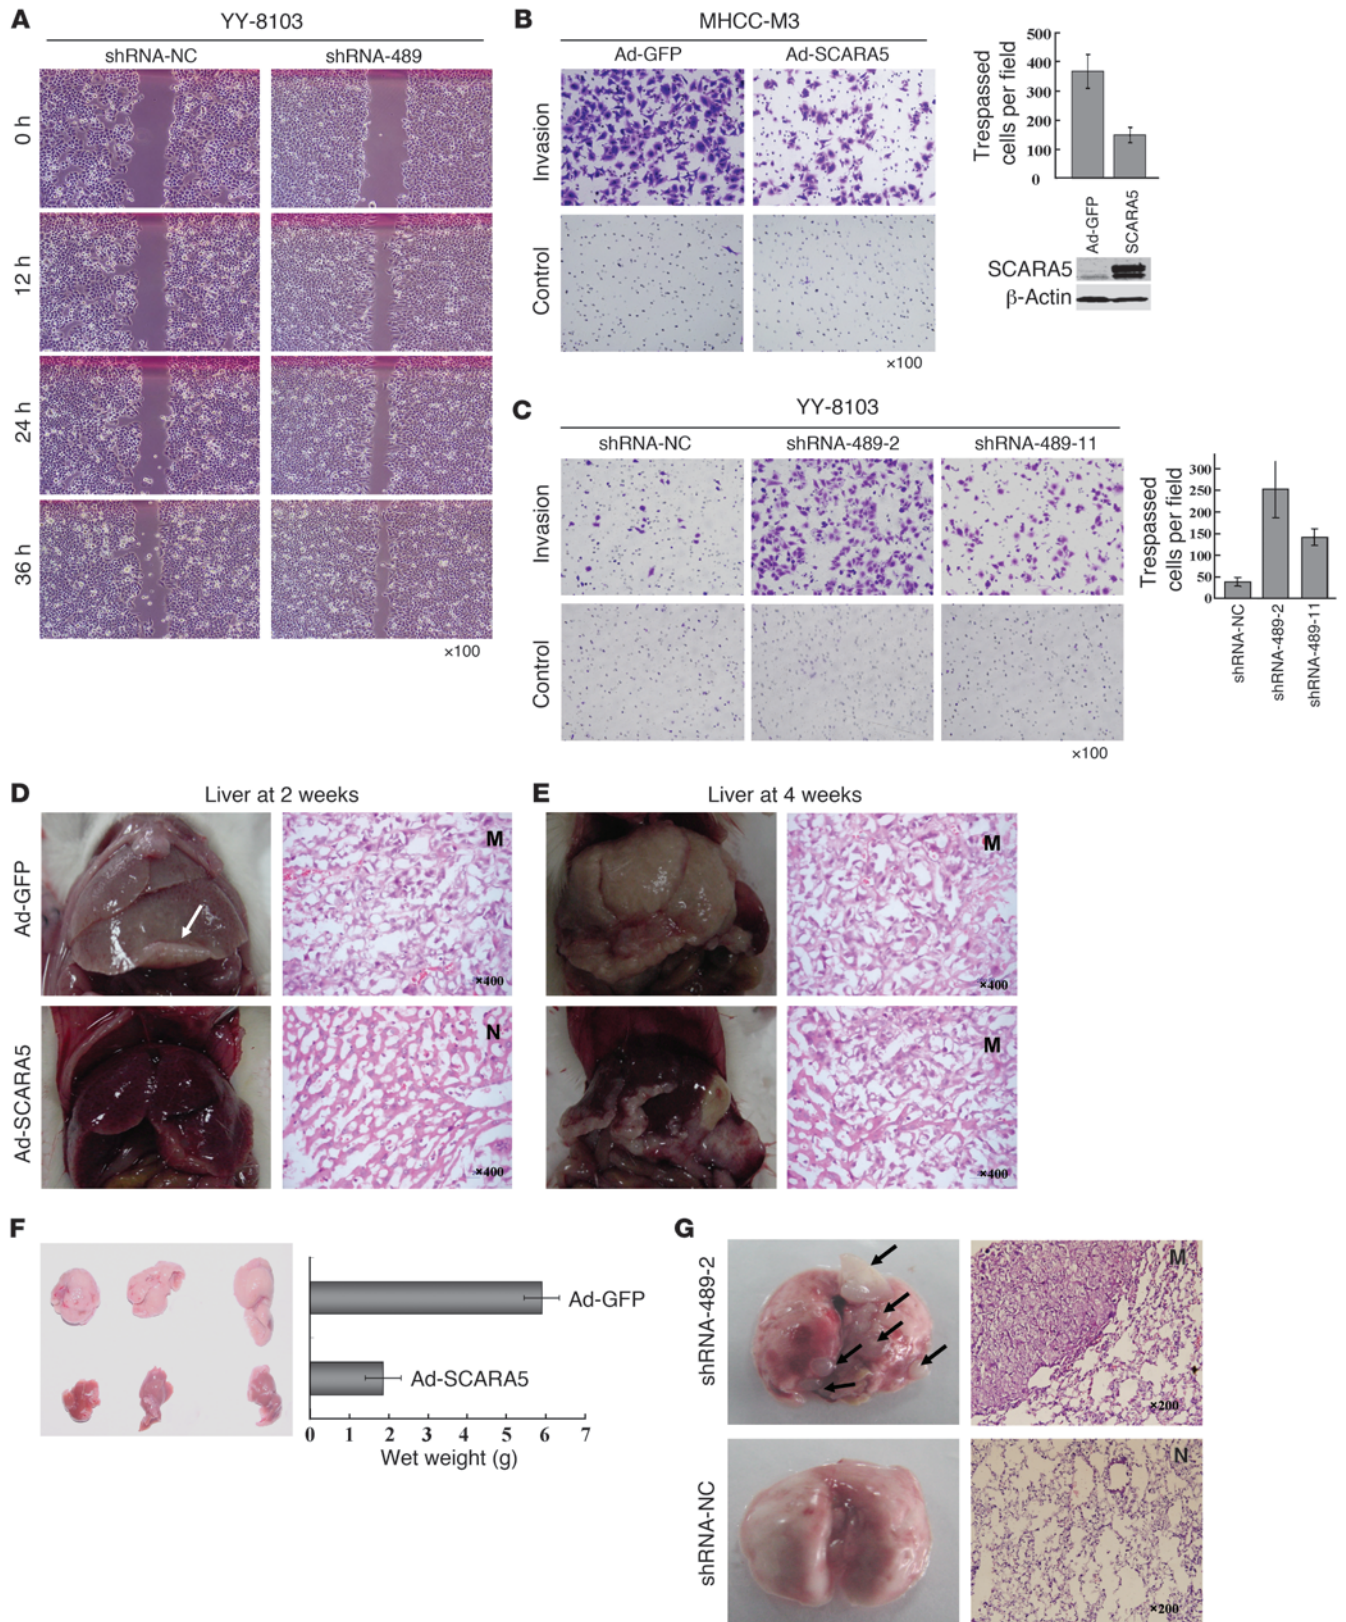 A
YY-8103
shRNA-NC
shRNA-489
0 h
12 h
24 h
36 h
×100
B
MHCC-M3
Ad-GFP
Ad-SCARA5
Invasion
Control
×100
Trespassed
cells per field
500
400
300
200
100
0
Ad-GFP
SCARA5
SCARA5
β-Actin
C
YY-8103
shRNA-NC
shRNA-489-2
shRNA-489-11
Invasion
Control
×100
Trespassed
cells per field
300
250
200
150
100
50
0
shRNA-NC
shRNA-489-2
shRNA-489-11
D
Liver at 2 weeks
Ad-GFP
M
×400
Ad-SCARA5
N
×400
E
Liver at 4 weeks
M
×400
M
×400
F
Ad-GFP
Ad-SCARA5
0 1 2 3 4 5 6 7
Wet weight (g)
G
shRNA-489-2
M
×200
shRNA-NC
N
×200